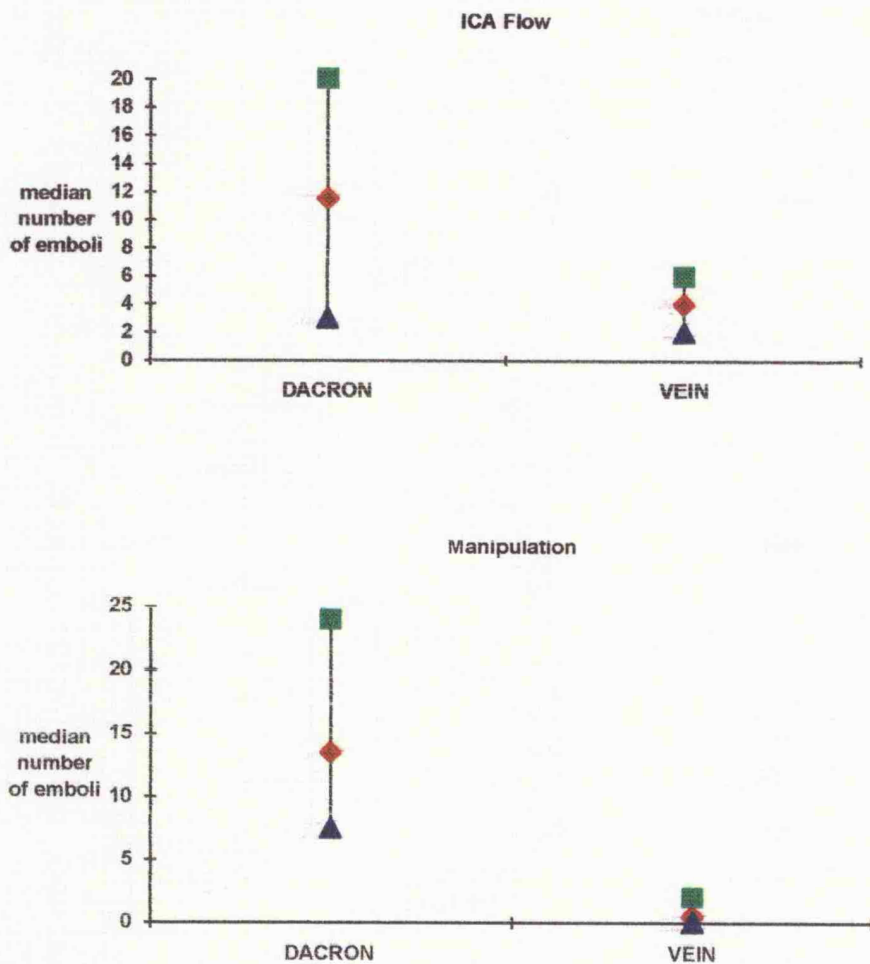 ICA Flow
20
18
16
14
12
10
8
6
4
2
0
median
number
of emboli
DACRON VEIN
Manipulation
25
20
15
10
5
0
median
number
of emboli
DACRON VEIN